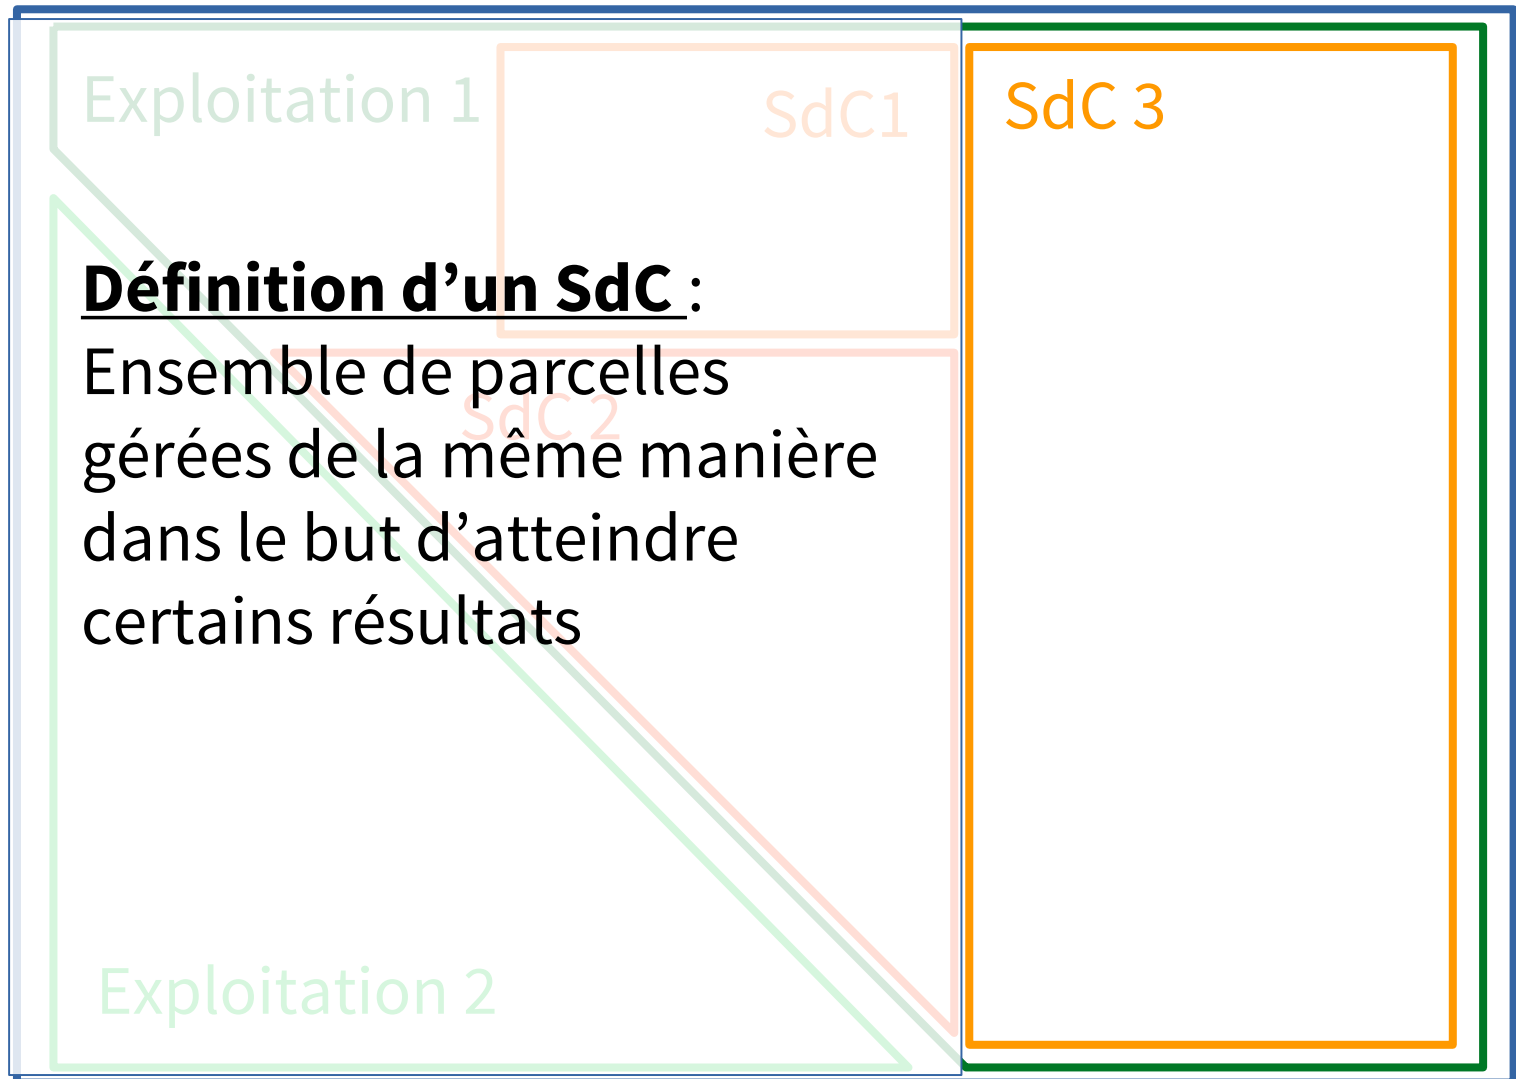 Exploitation 1
SdC1
SdC 3
Définition d’un SdC :
Ensemble de parcelles
SdC 2
gérées de la même manière
dans le but d’atteindre
certains résultats
Exploitation 2